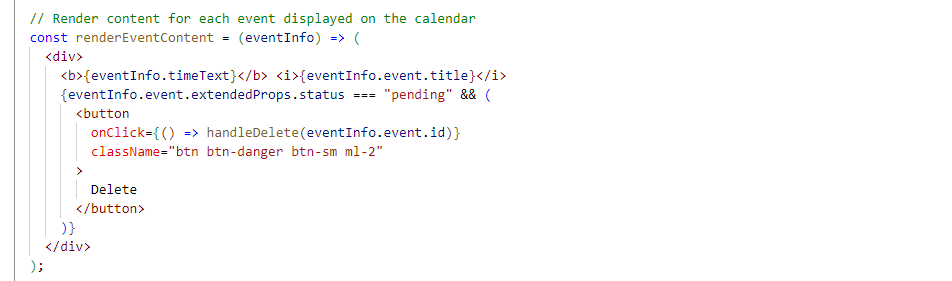 // Render content for each event displayed on the calendar
const renderEventContent = (eventInfo) => (
  <div>
    <b>{eventInfo.timeText}</b> <i>{eventInfo.event.title}</i>
    {eventInfo.event.extendedProps.status === "pending" && (
      <button
        onClick={() => handleDelete(eventInfo.event.id)}
        className="btn btn-danger btn-sm ml-2"
      >
        Delete
      </button>
    )}
  </div>
);